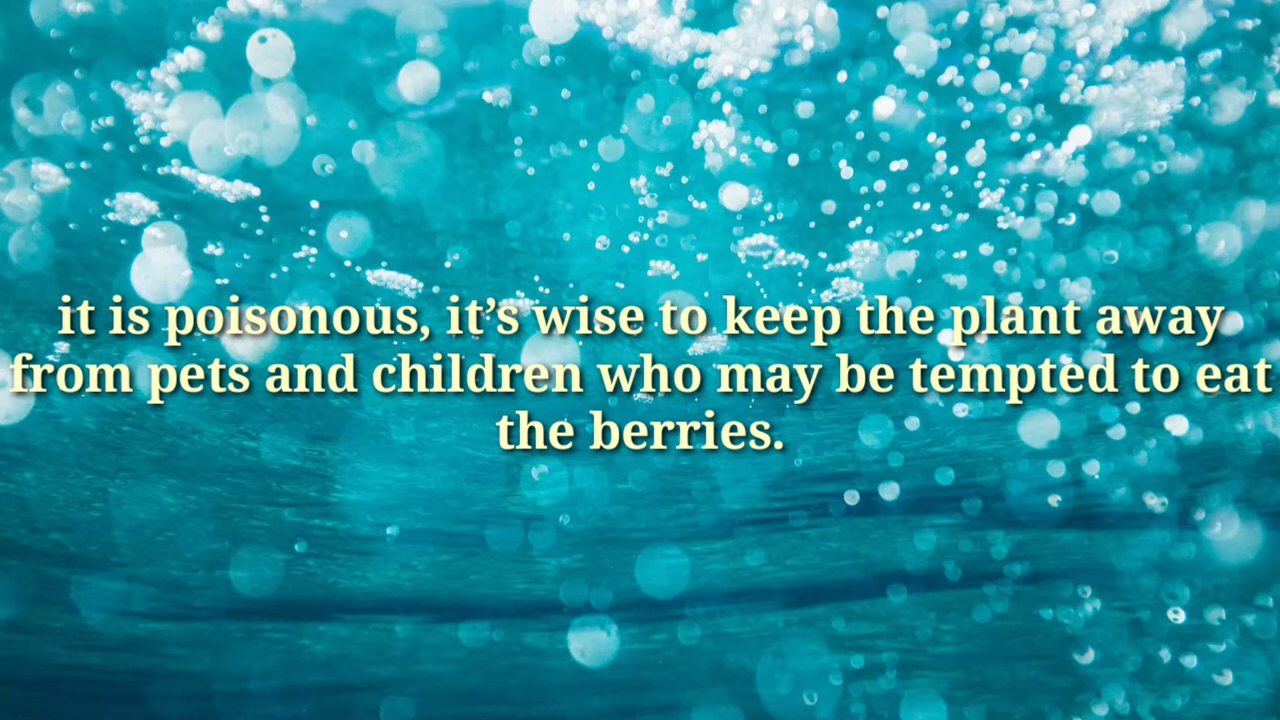 it is poisonous, it’s wise to keep the plant away
from pets and children who may be tempted to eat
the berries.